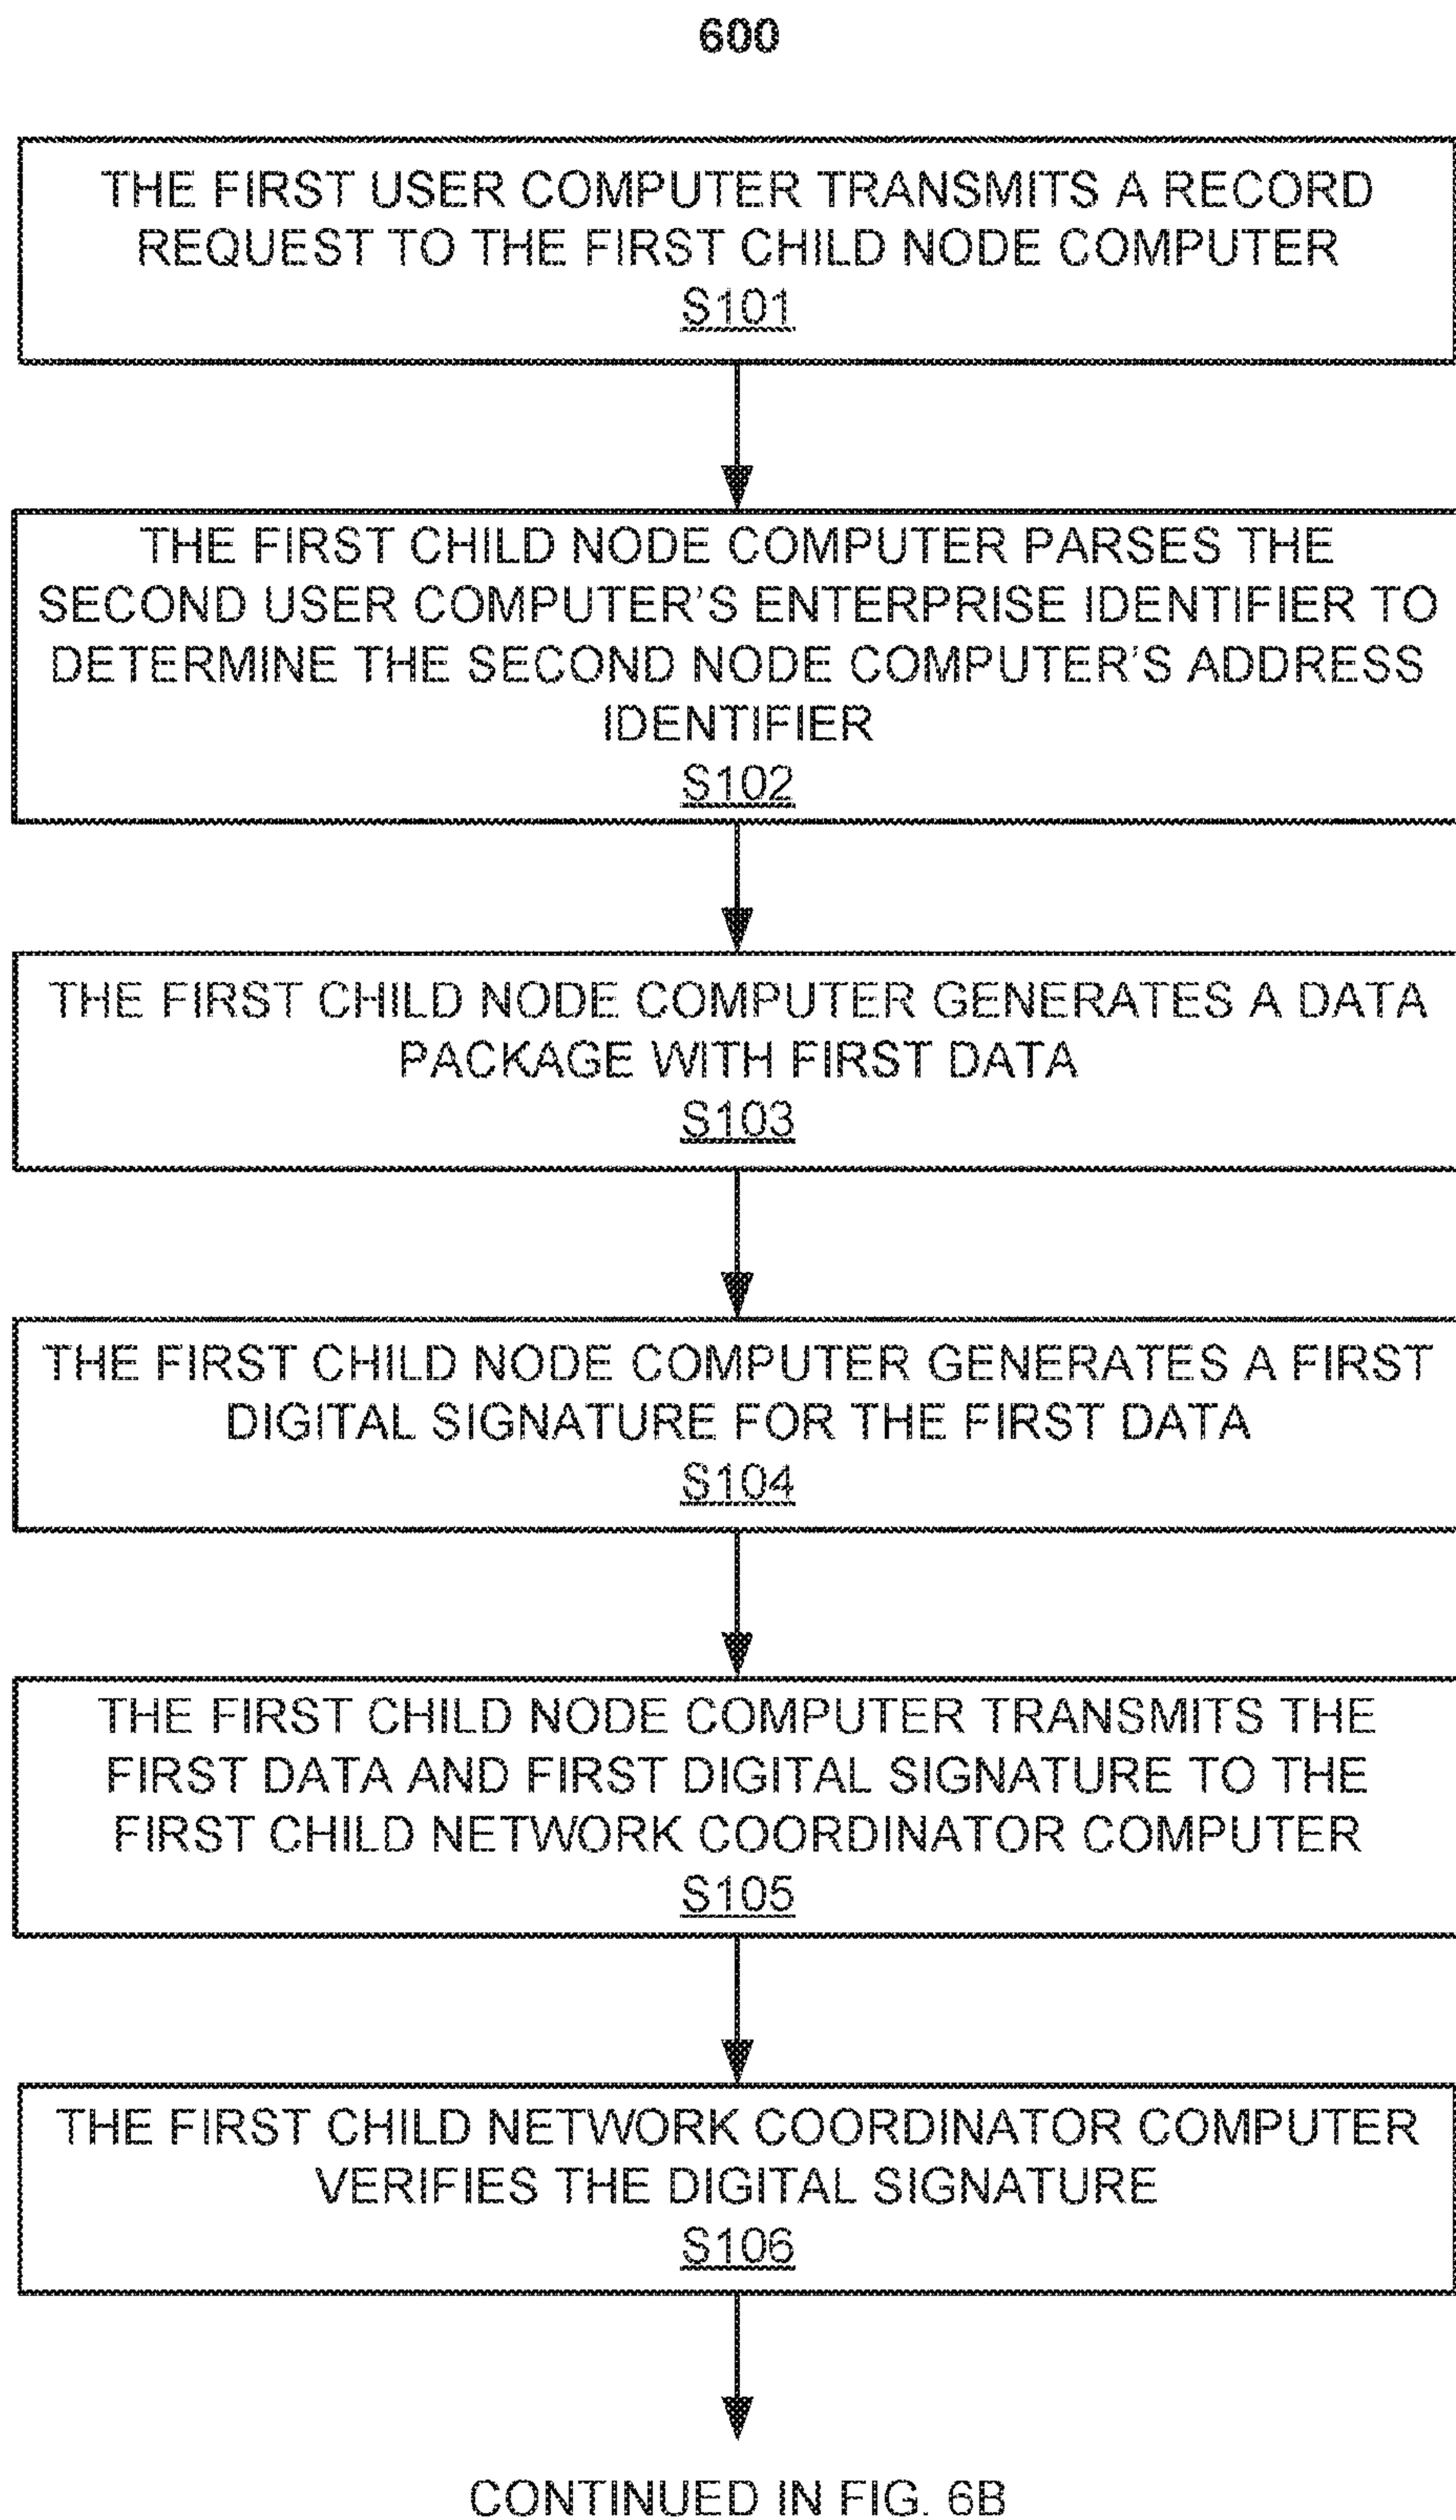 600
THE FIRST USER COMPUTER TRANSMITS A RECORD
REQUEST TO THE FIRST CHILD NODE COMPUTER
S101
THE FIRST CHILD NODE COMPUTER PARSES THE
SECOND USER COMPUTER'S ENTERPRISE IDENTIFIER TO
DETERMINE THE SECOND NODE COMPUTER'S ADDRESS
IDENTIFIER
S102
THE FIRST CHILD NODE COMPUTER GENERATES A DATA
PACKAGE WITH FIRST DATA
S103
THE FIRST CHILD NODE COMPUTER GENERATES A FIRST
DIGITAL SIGNATURE FOR THE FIRST DATA
S104
THE FIRST CHILD NODE COMPUTER TRANSMITS THE
FIRST DATA AND FIRST DIGITAL SIGNATURE TO THE
FIRST CHILD NETWORK COORDINATOR COMPUTER
S105
THE FIRST CHILD NETWORK COORDINATOR COMPUTER
VERIFIES THE DIGITAL SIGNATURE
S106
CONTINUED IN FIG. 6B